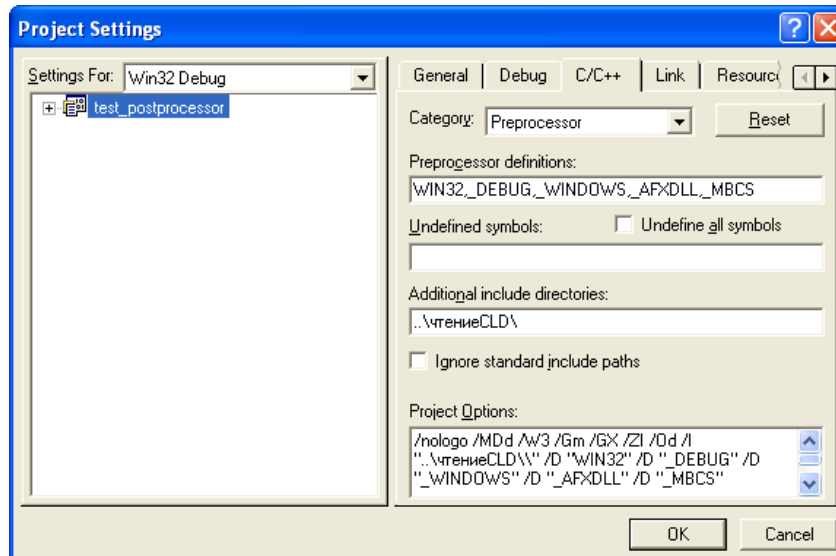 Project Settings
Settings For: Win32 Debug
test_postprocessor
General Debug C/C++ Link
Category: Preprocessor Reset
Preprocessor definitions:
WIN32,_DEBUG,_WINDOWS,_AFXDLL,_MBCS
Undefined symbols: Undefine all symbols
Additional include directories:
..\чтениеCLD\
Ignore standard include paths
Project Options:
/nologo /MDd /W3 /Gm /GX /ZI /Od /I
"..\чтениеCLD\\" /D "WIN32" /D "_DEBUG" /D
"_WINDOWS" /D "_AFXDLL" /D "_MBCS"
OK Cancel